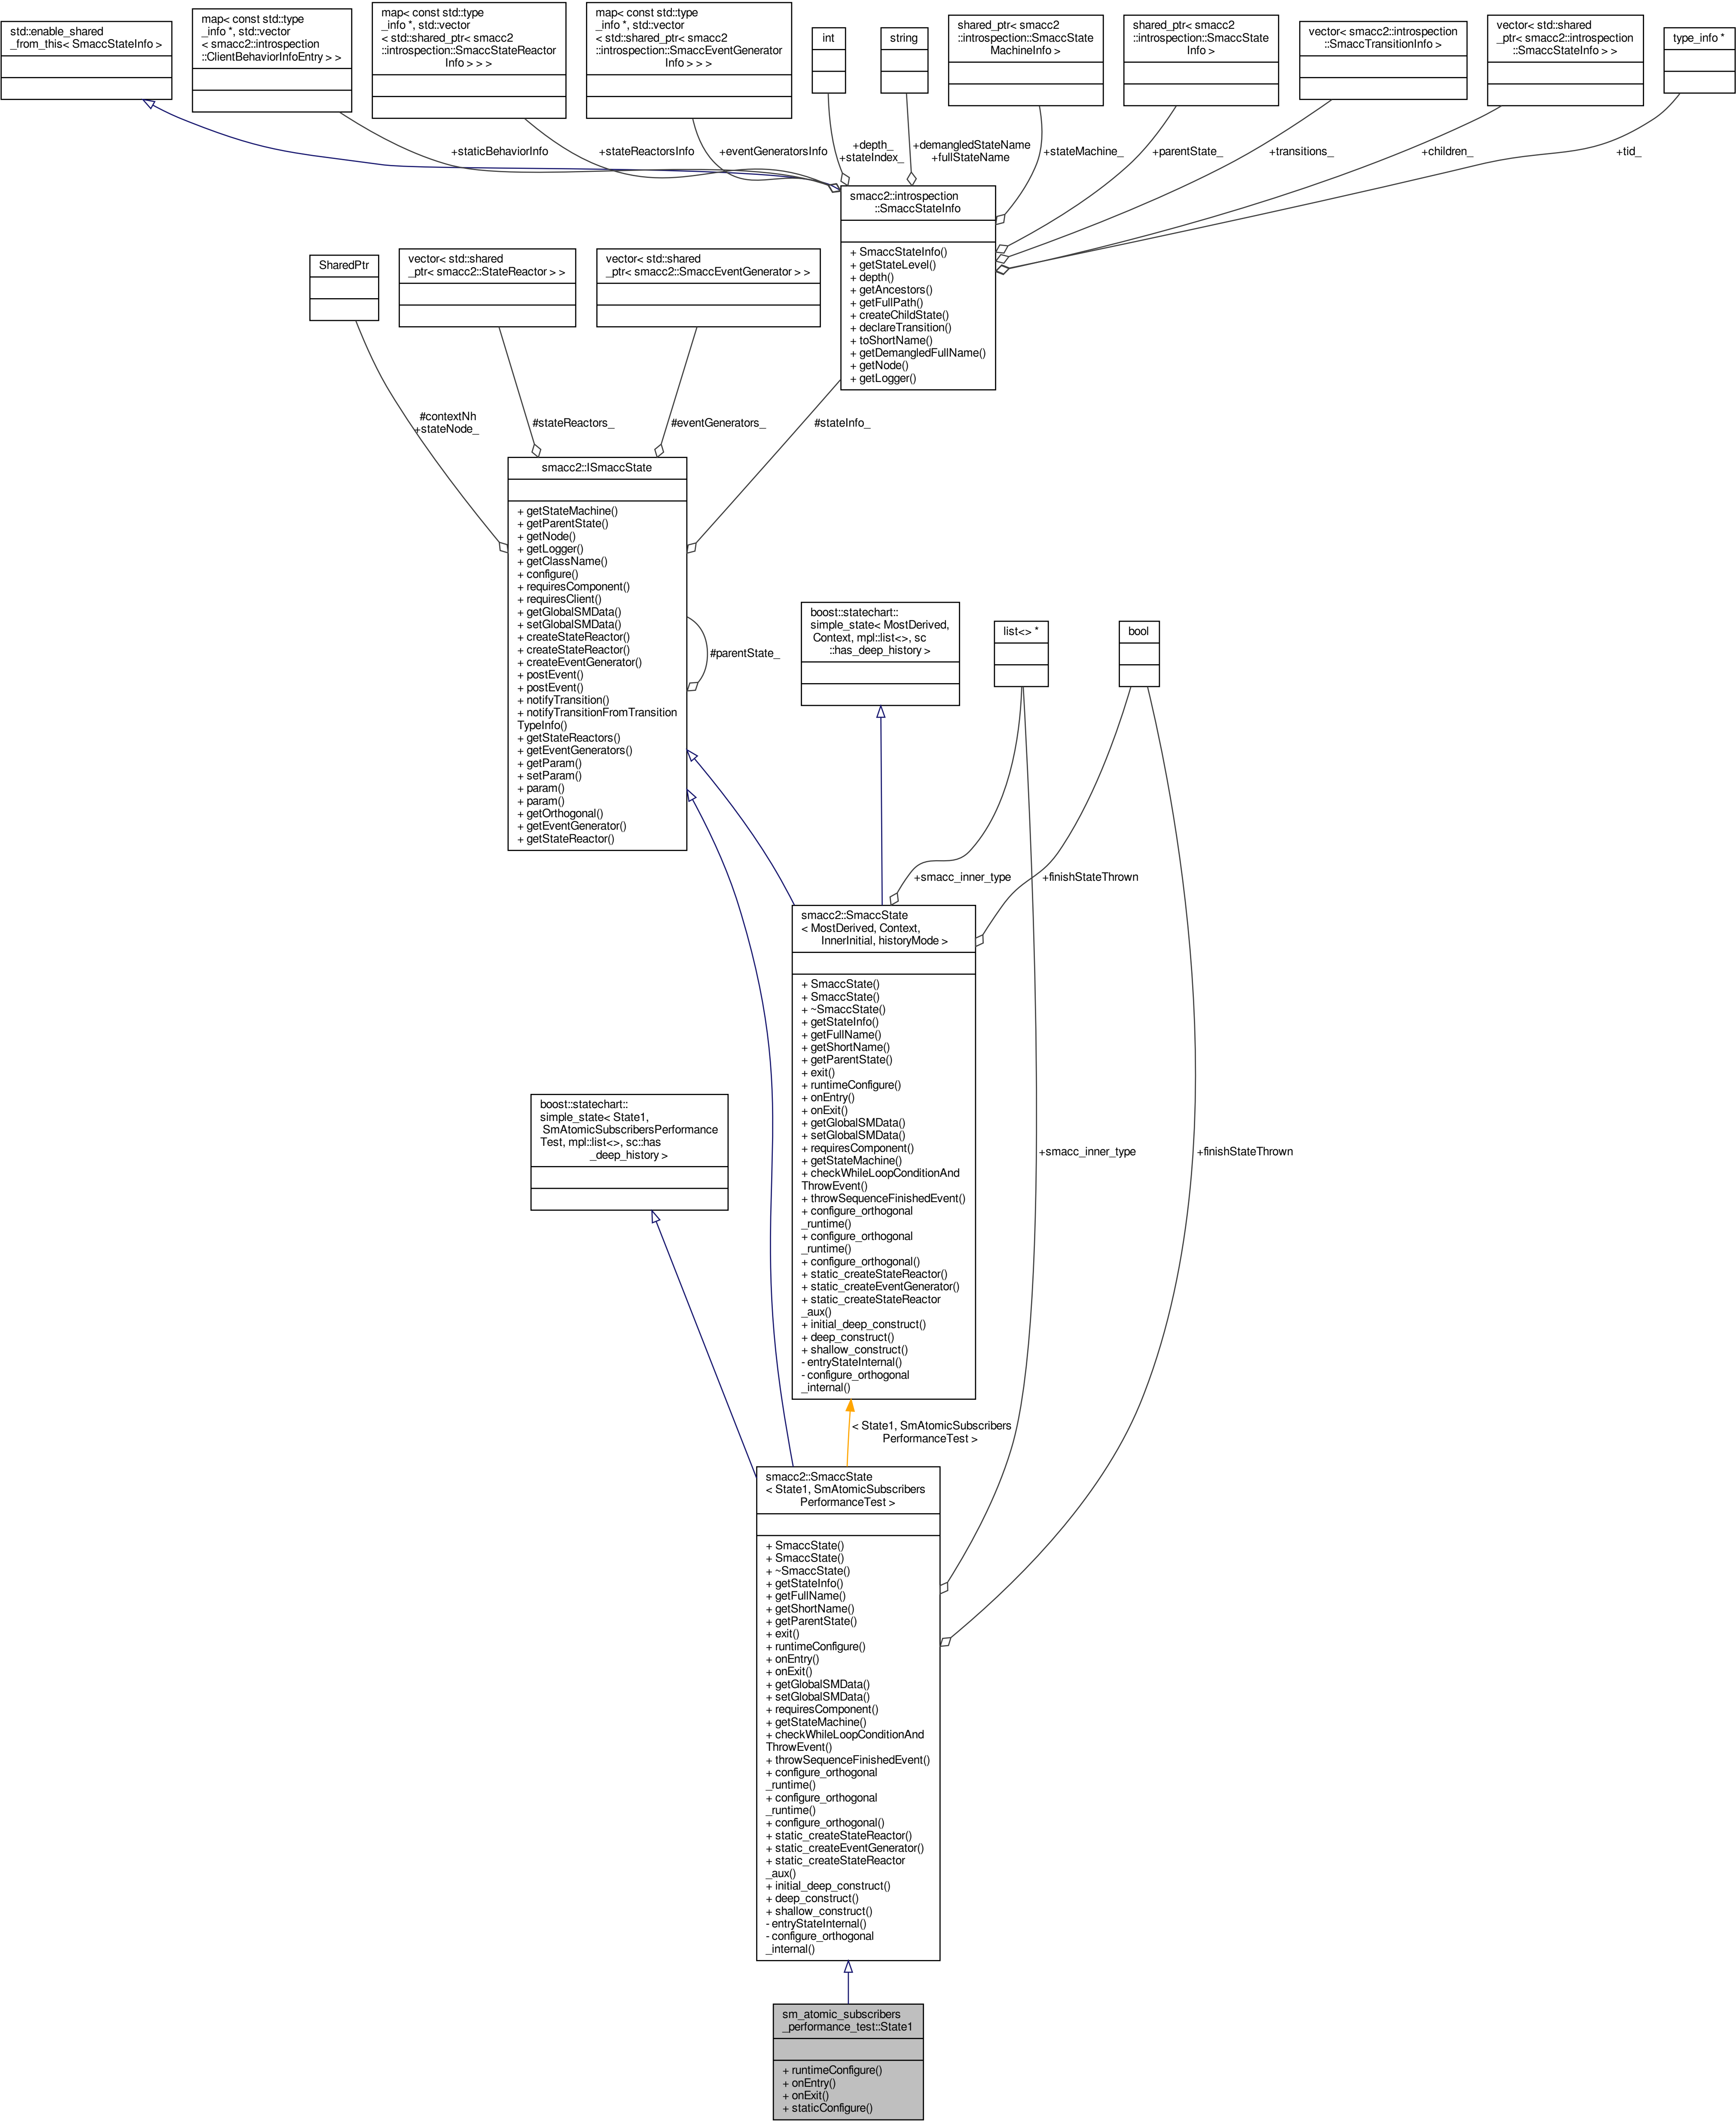 std::enable_shared
_from_this< SmaccStateInfo >
map< const std::type
_info *, std::vector
< smacc2::introspection
::ClientBehaviorInfoEntry > >
map< const std::type
_info *, std::vector
< std::shared_ptr< smacc2
::introspection::SmaccStateReactor
Info > > >
map< const std::type
_info *, std::vector
< std::shared_ptr< smacc2
::introspection::SmaccEventGenerator
Info > > >
int
string
shared_ptr< smacc2
::introspection::SmaccState
MachineInfo >
shared_ptr< smacc2
::introspection::SmaccState
Info >
vector< smacc2::introspection
::SmaccTransitionInfo >
vector< std::shared
_ptr< smacc2::introspection
::SmaccStateInfo > >
type_info *
+staticBehaviorInfo
+stateReactorsInfo
+eventGeneratorsInfo
+depth_
+stateIndex_
+demangledStateName
+fullStateName
+stateMachine_
+parentState_
+transitions_
+children_
+tid_
smacc2::introspection
::SmaccStateInfo
+ SmaccStateInfo()
+ getStateLevel()
+ depth()
+ getAncestors()
+ getFullPath()
+ createChildState()
+ declareTransition()
+ toShortName()
+ getDemangledFullName()
+ getNode()
+ getLogger()
SharedPtr
vector< std::shared
_ptr< smacc2::StateReactor > >
vector< std::shared
_ptr< smacc2::SmaccEventGenerator > >
#contextNh
+stateNode_
#stateReactors_
#eventGenerators_
#stateInfo_
smacc2::ISmaccState
+ getStateMachine()
+ getParentState()
+ getNode()
+ getLogger()
+ getClassName()
+ configure()
+ requiresComponent()
+ requiresClient()
+ getGlobalSMData()
+ setGlobalSMData()
+ createStateReactor()
+ createStateReactor()
+ createEventGenerator()
+ postEvent()
+ postEvent()
+ notifyTransition()
+ notifyTransitionFromTransition
TypeInfo()
+ getStateReactors()
+ getEventGenerators()
+ getParam()
+ setParam()
+ param()
+ param()
+ getOrthogonal()
+ getEventGenerator()
+ getStateReactor()
#parentState_
boost::statechart::
simple_state< MostDerived,
Context, mpl::list<>, sc
::has_deep_history >
list<> *
bool
+smacc_inner_type
+finishStateThrown
smacc2::SmaccState
< MostDerived, Context,
InnerInitial, historyMode >
+ SmaccState()
+ SmaccState()
+ ~SmaccState()
+ getStateInfo()
+ getFullName()
+ getShortName()
+ getParentState()
+ exit()
+ runtimeConfigure()
+ onEntry()
+ onExit()
+ getGlobalSMData()
+ setGlobalSMData()
+ requiresComponent()
+ getStateMachine()
+ checkWhileLoopConditionAnd
ThrowEvent()
+ throwSequenceFinishedEvent()
+ configure_orthogonal
_runtime()
+ configure_orthogonal
_runtime()
+ configure_orthogonal()
+ static_createStateReactor()
+ static_createEventGenerator()
+ static_createStateReactor
_aux()
+ initial_deep_construct()
+ deep_construct()
+ shallow_construct()
- entryStateInternal()
- configure_orthogonal
_internal()
boost::statechart::
simple_state< State1,
SmAtomicSubscribersPerformance
Test, mpl::list<>, sc::has
_deep_history >
+smacc_inner_type
+finishStateThrown
< State1, SmAtomicSubscribers
PerformanceTest >
smacc2::SmaccState
< State1, SmAtomicSubscribers
PerformanceTest >
+ SmaccState()
+ SmaccState()
+ ~SmaccState()
+ getStateInfo()
+ getFullName()
+ getShortName()
+ getParentState()
+ exit()
+ runtimeConfigure()
+ onEntry()
+ onExit()
+ getGlobalSMData()
+ setGlobalSMData()
+ requiresComponent()
+ getStateMachine()
+ checkWhileLoopConditionAnd
ThrowEvent()
+ throwSequenceFinishedEvent()
+ configure_orthogonal
_runtime()
+ configure_orthogonal
_runtime()
+ configure_orthogonal()
+ static_createStateReactor()
+ static_createEventGenerator()
+ static_createStateReactor
_aux()
+ initial_deep_construct()
+ deep_construct()
+ shallow_construct()
- entryStateInternal()
- configure_orthogonal
_internal()
sm_atomic_subscribers
_performance_test::State1
+ runtimeConfigure()
+ onEntry()
+ onExit()
+ staticConfigure()